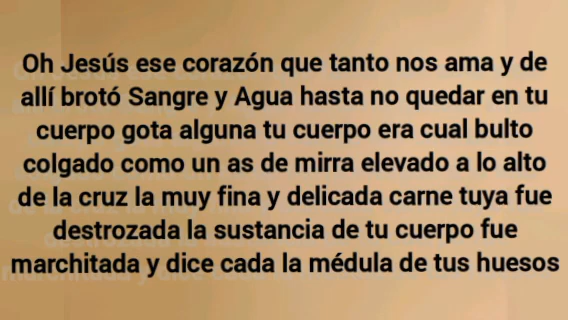 Oh Jesús ese corazón que tanto nos ama y de
allí brotó Sangre y Agua hasta no quedar en tu
cuerpo gota alguna tu cuerpo era cual bulto
colgado como un as de mirra elevado a lo alto
de la cruz la muy fina y delicada carne tuya fue
destrozada la sustancia de tu cuerpo fue
marchitada y dice cada la médula de tus huesos